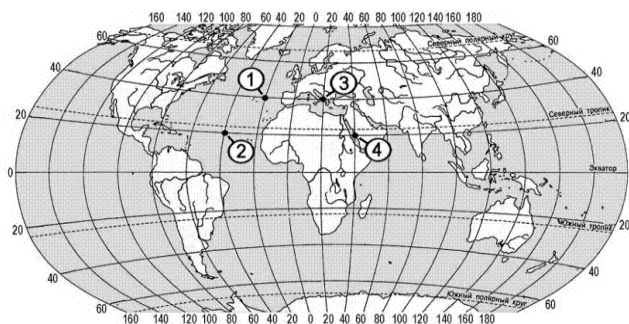 160 140 120 100 80 60 40 20 0 20 40 60 80 100 120 140 160 180
60 Северный полярный круг 60
40 1 3 40
20 Северный тропик 20
2 4
0 Экватор 0
20 Южный тропик 20
40 40
60 Южный полярный круг 60
160 140 120 100 80 60 40 20 0 20 40 60 80 100 120 140 160 180